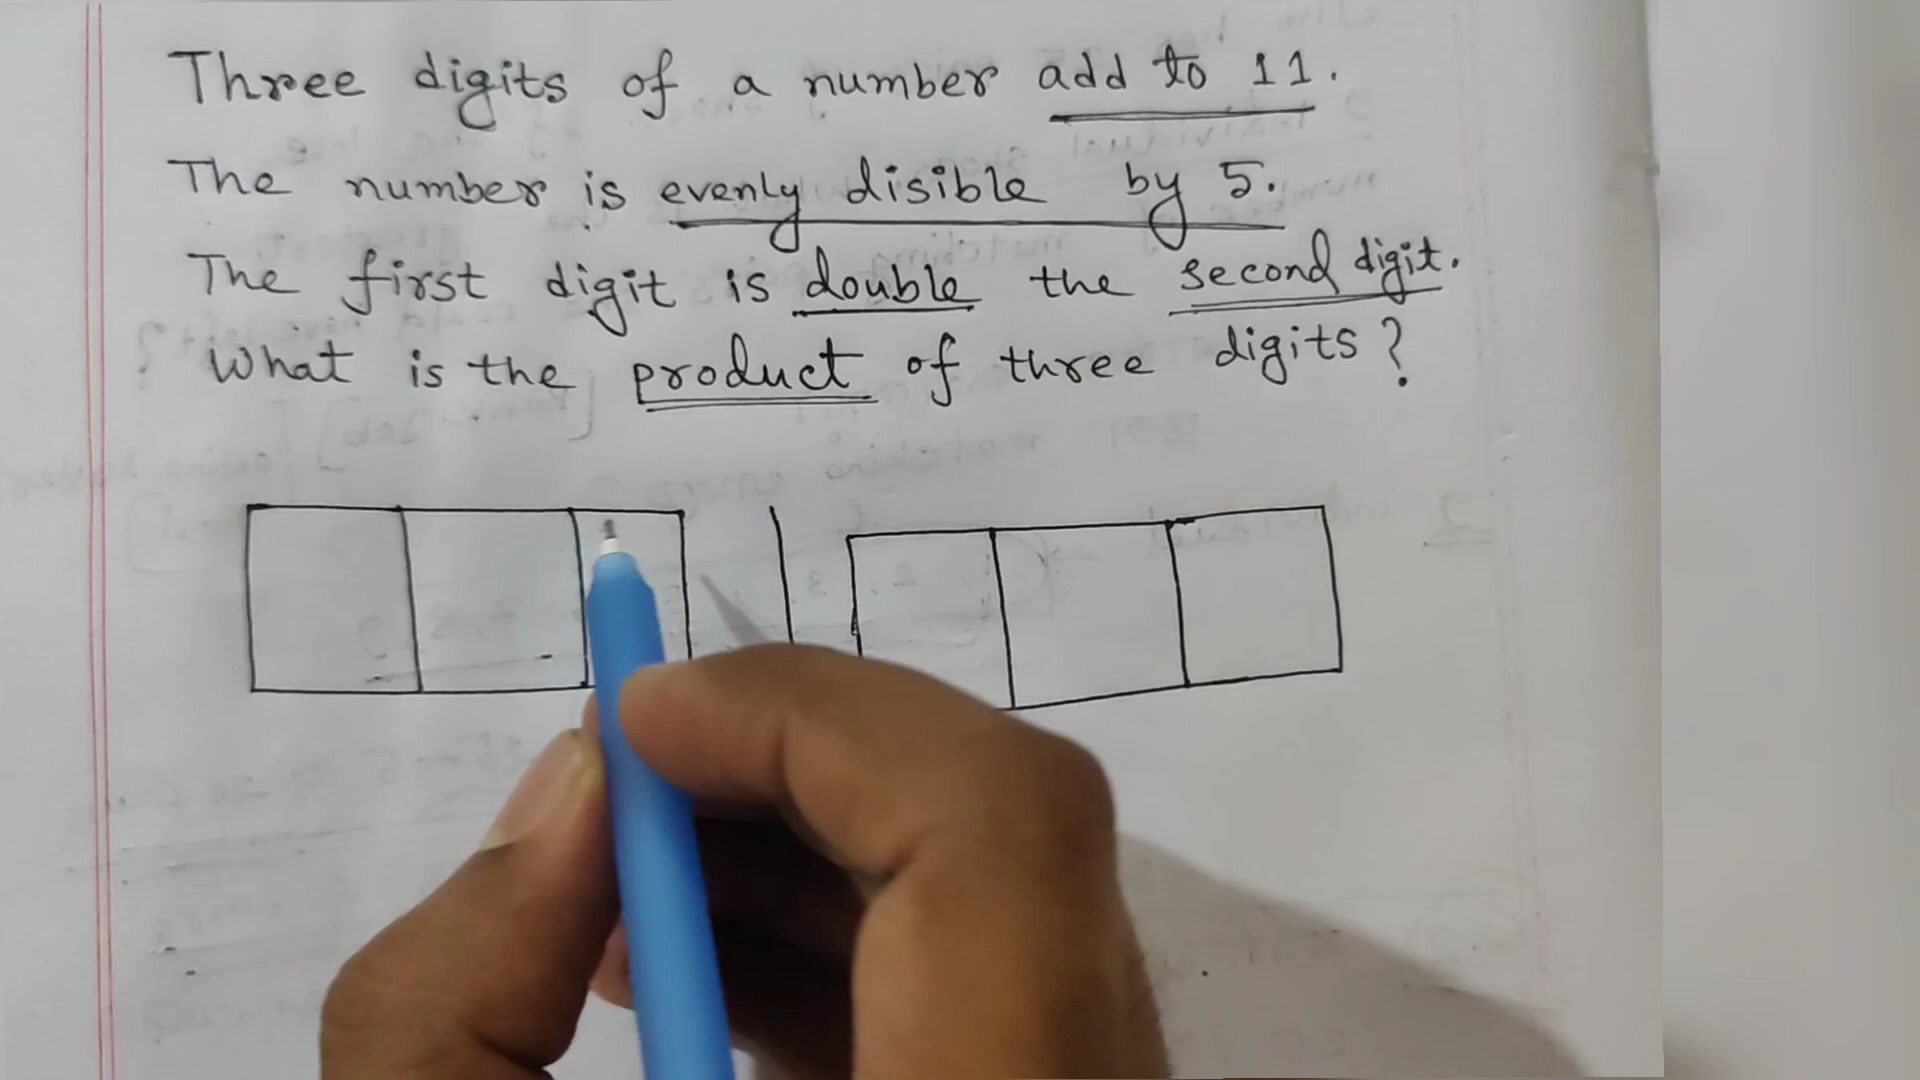 Three digits of a number add to 11.
The number is evenly disible by 5.
The first digit is double the second digit.
What is the product of three digits?